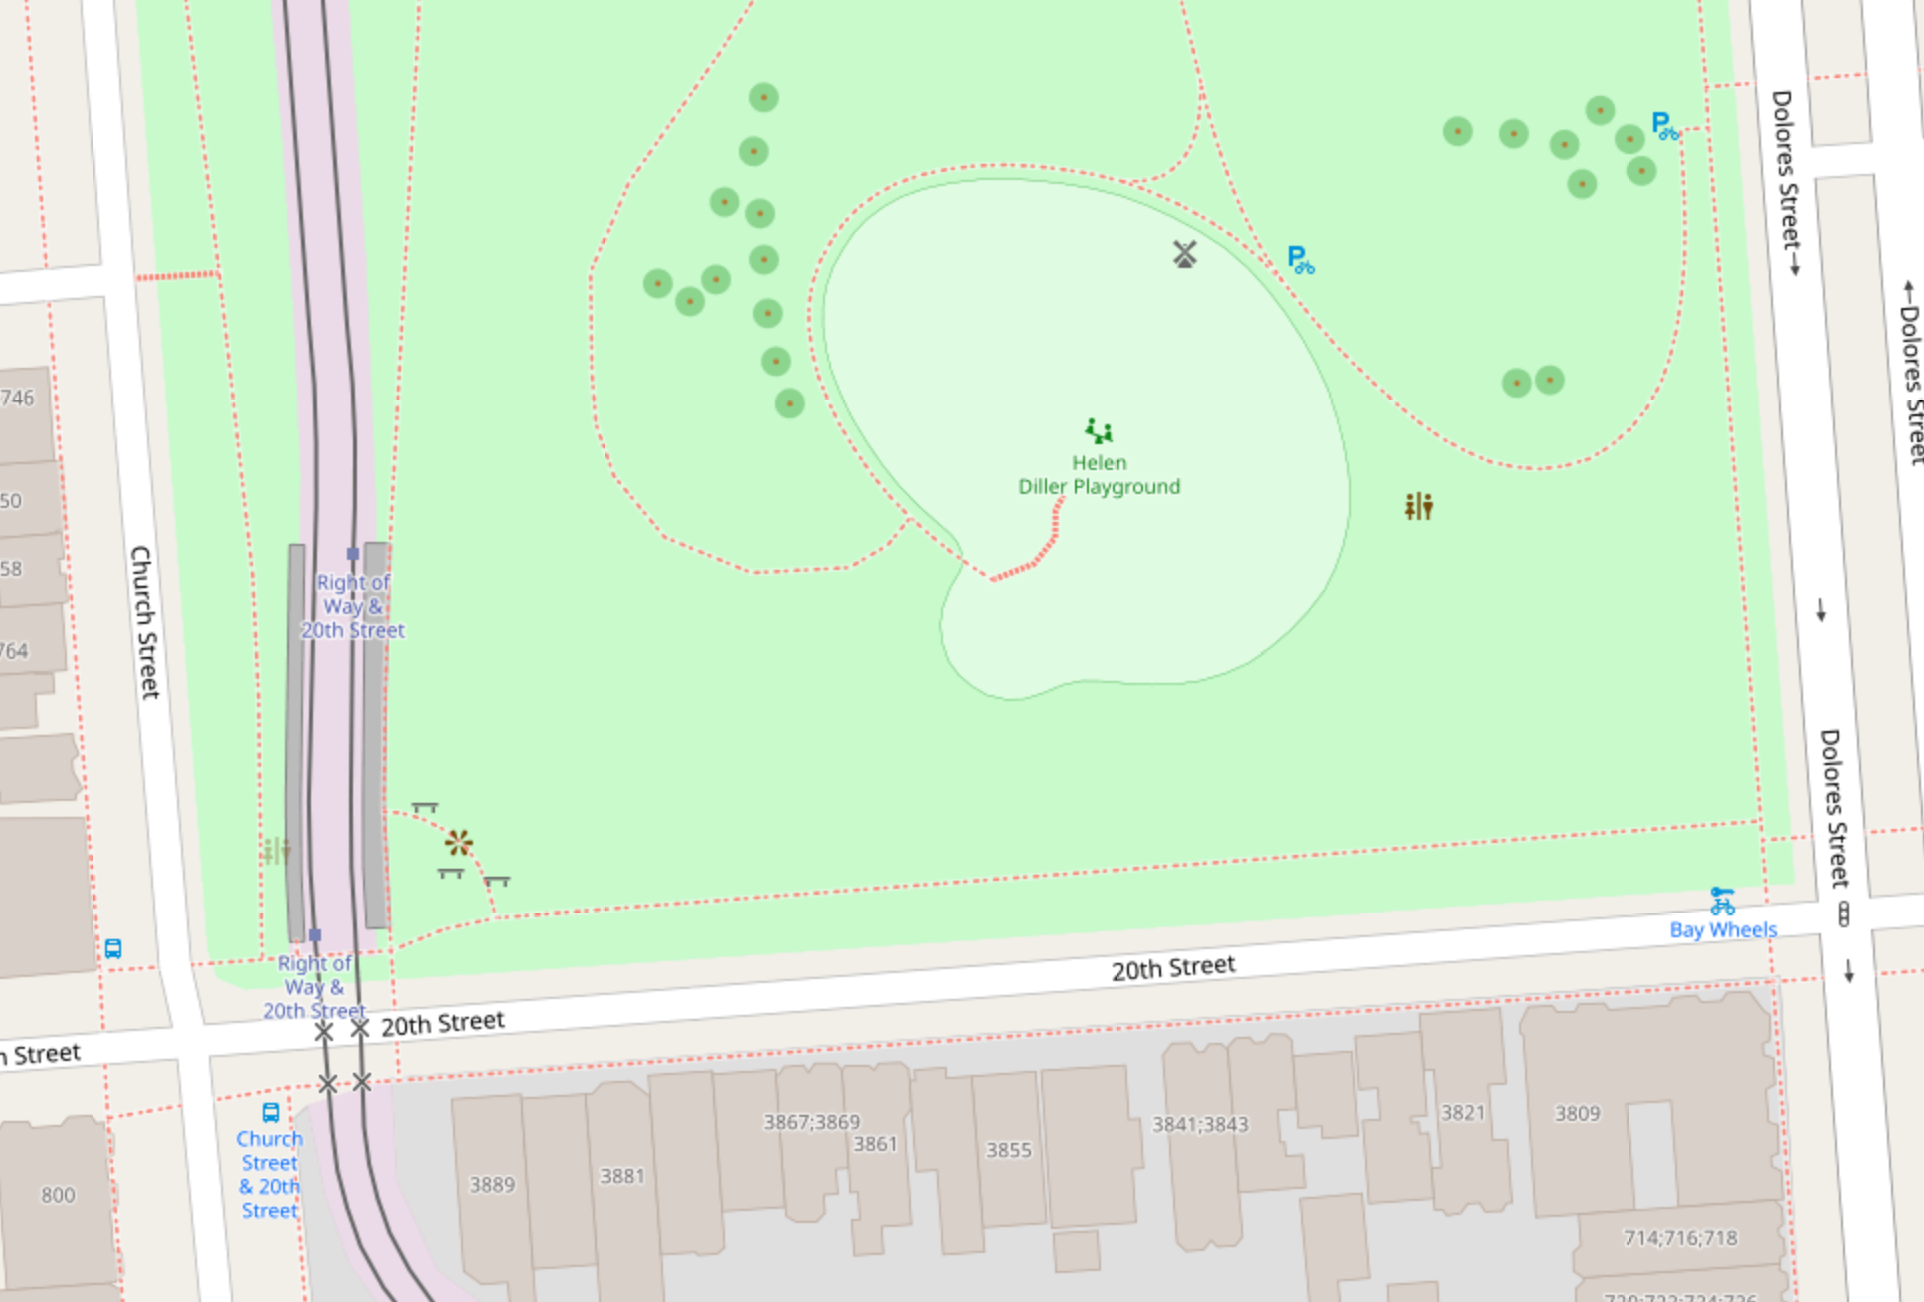 Dolores Street
Dolores Street
746
50
58
764
Church Street
Helen
Diller Playground
Right of
Way &
20th Street
Dolores Street
Bay Wheels
20th Street
Right of
Way &
20th Street
20th Street
h Street
Church
Street
& 20th
Street
800
3889
3881
3867;3869
3861
3855
3841;3843
3821
3809
714;716;718